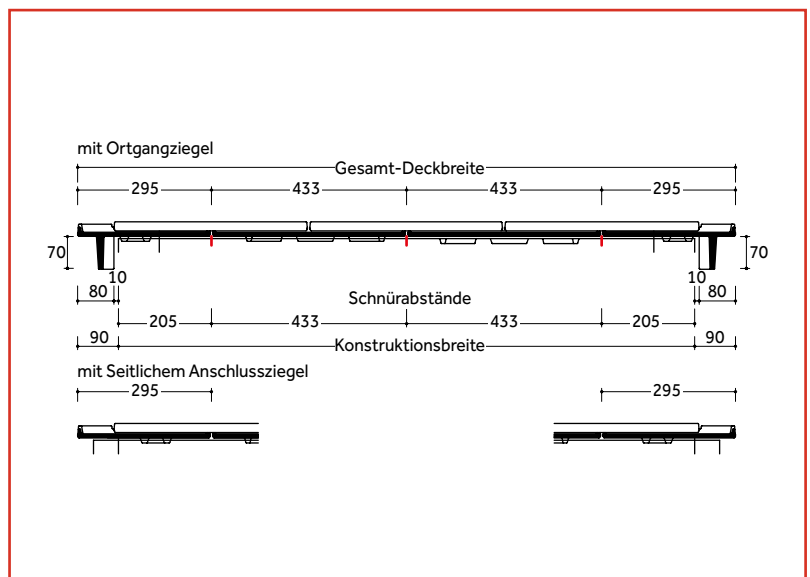 mit Ortgangziegel
Gesamt-Deckbreite
295 433 433 295
70 70
10 10
80 Schnürabstände 80
205 433 433 205
90 Konstruktionsbreite 90
mit Seitlichem Anschlussziegel
295 295